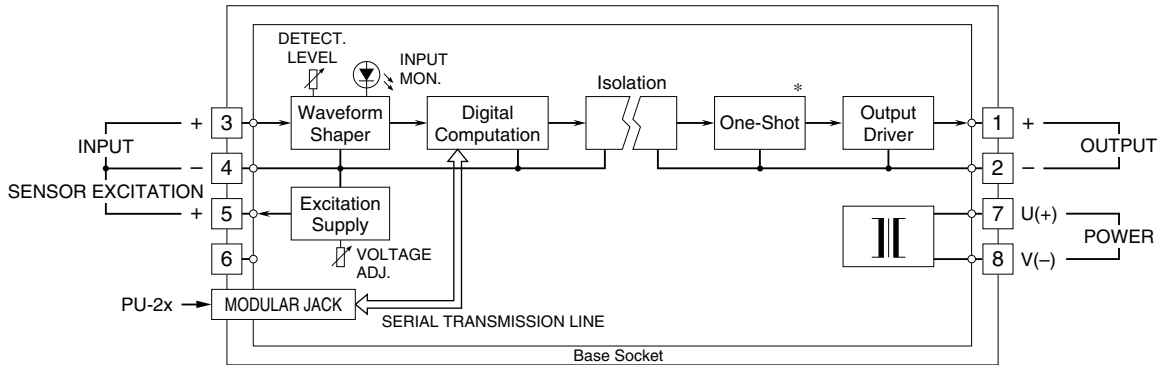 DETECT.
LEVEL
INPUT
MON.
Isolation
*
+ 3
Waveform
Shaper
Digital
Computation
One-Shot
Output
Driver
1 +
INPUT
OUTPUT
– 4
2 –
SENSOR EXCITATION
+ 5
Excitation
Supply
7 U(+)
POWER
6
VOLTAGE
ADJ.
8 V(–)
PU-2x
MODULAR JACK
SERIAL TRANSMISSION LINE
Base Socket